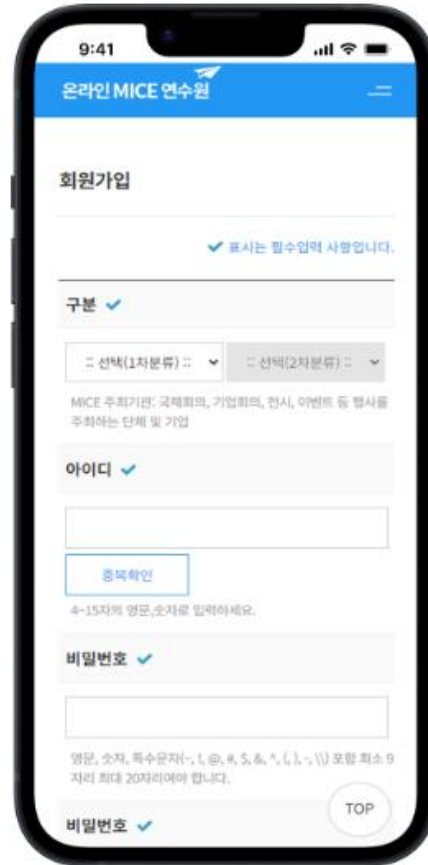 9:41
온라인 MICE 연수원
회원가입
✔ 표시는 필수입력 사항입니다.
구분 ✔
:: 선택(1차분류) :: :: 선택(2차분류) ::
MICE 주최기관: 국제회의, 기업회의, 전시, 이벤트 등 행사를
주최하는 단체 및 기업
아이디 ✔
중복확인
4~15자의 영문,숫자로 입력하세요.
비밀번호 ✔
영문, 숫자, 특수문자(~, !, @, #, $, &, ^, (, ), -, \\) 포함 최소 9
자리 최대 20자리여야 합니다.
TOP
비밀번호 ✔